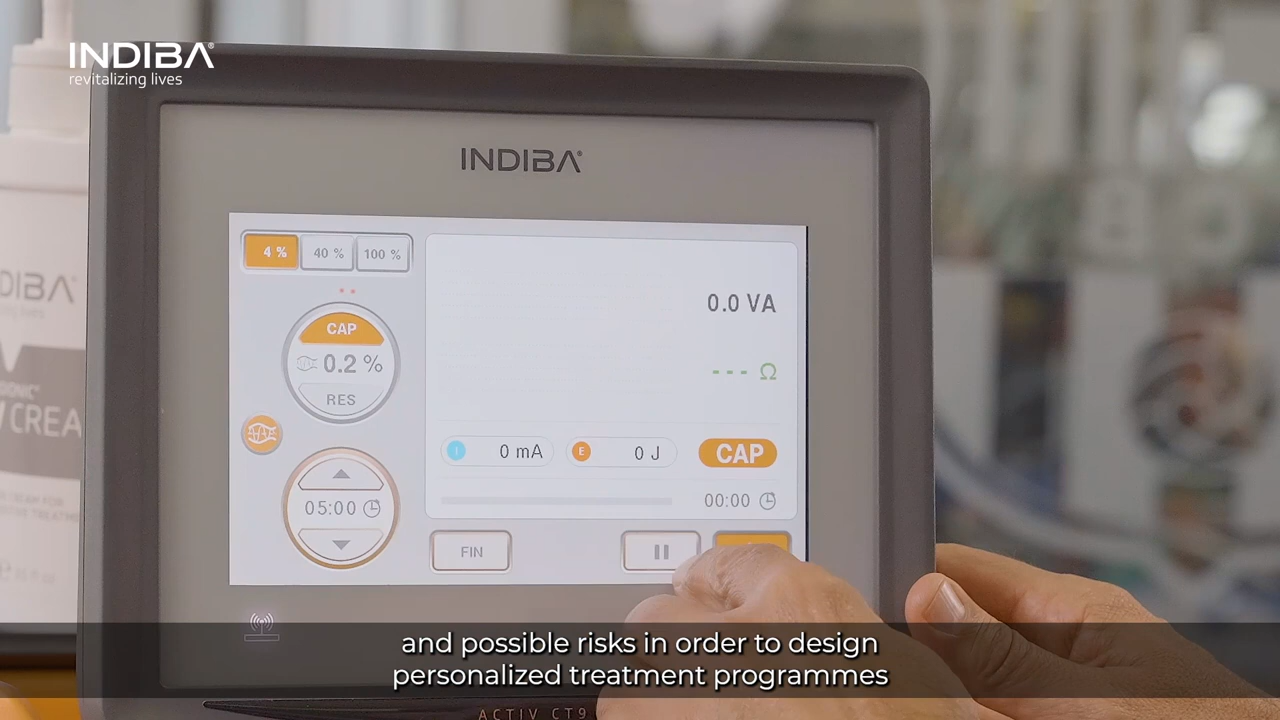 INDIBA®
revitalizing lives
INDIBA®
4 %
40 %
100 %
CAP
0.2 %
RES
05:00
0.0 VA
--- Ω
I
0 mA
E
0 J
CAP
00:00
FIN
CREA
and possible risks in order to design
personalized treatment programmes
ACTIV CT9